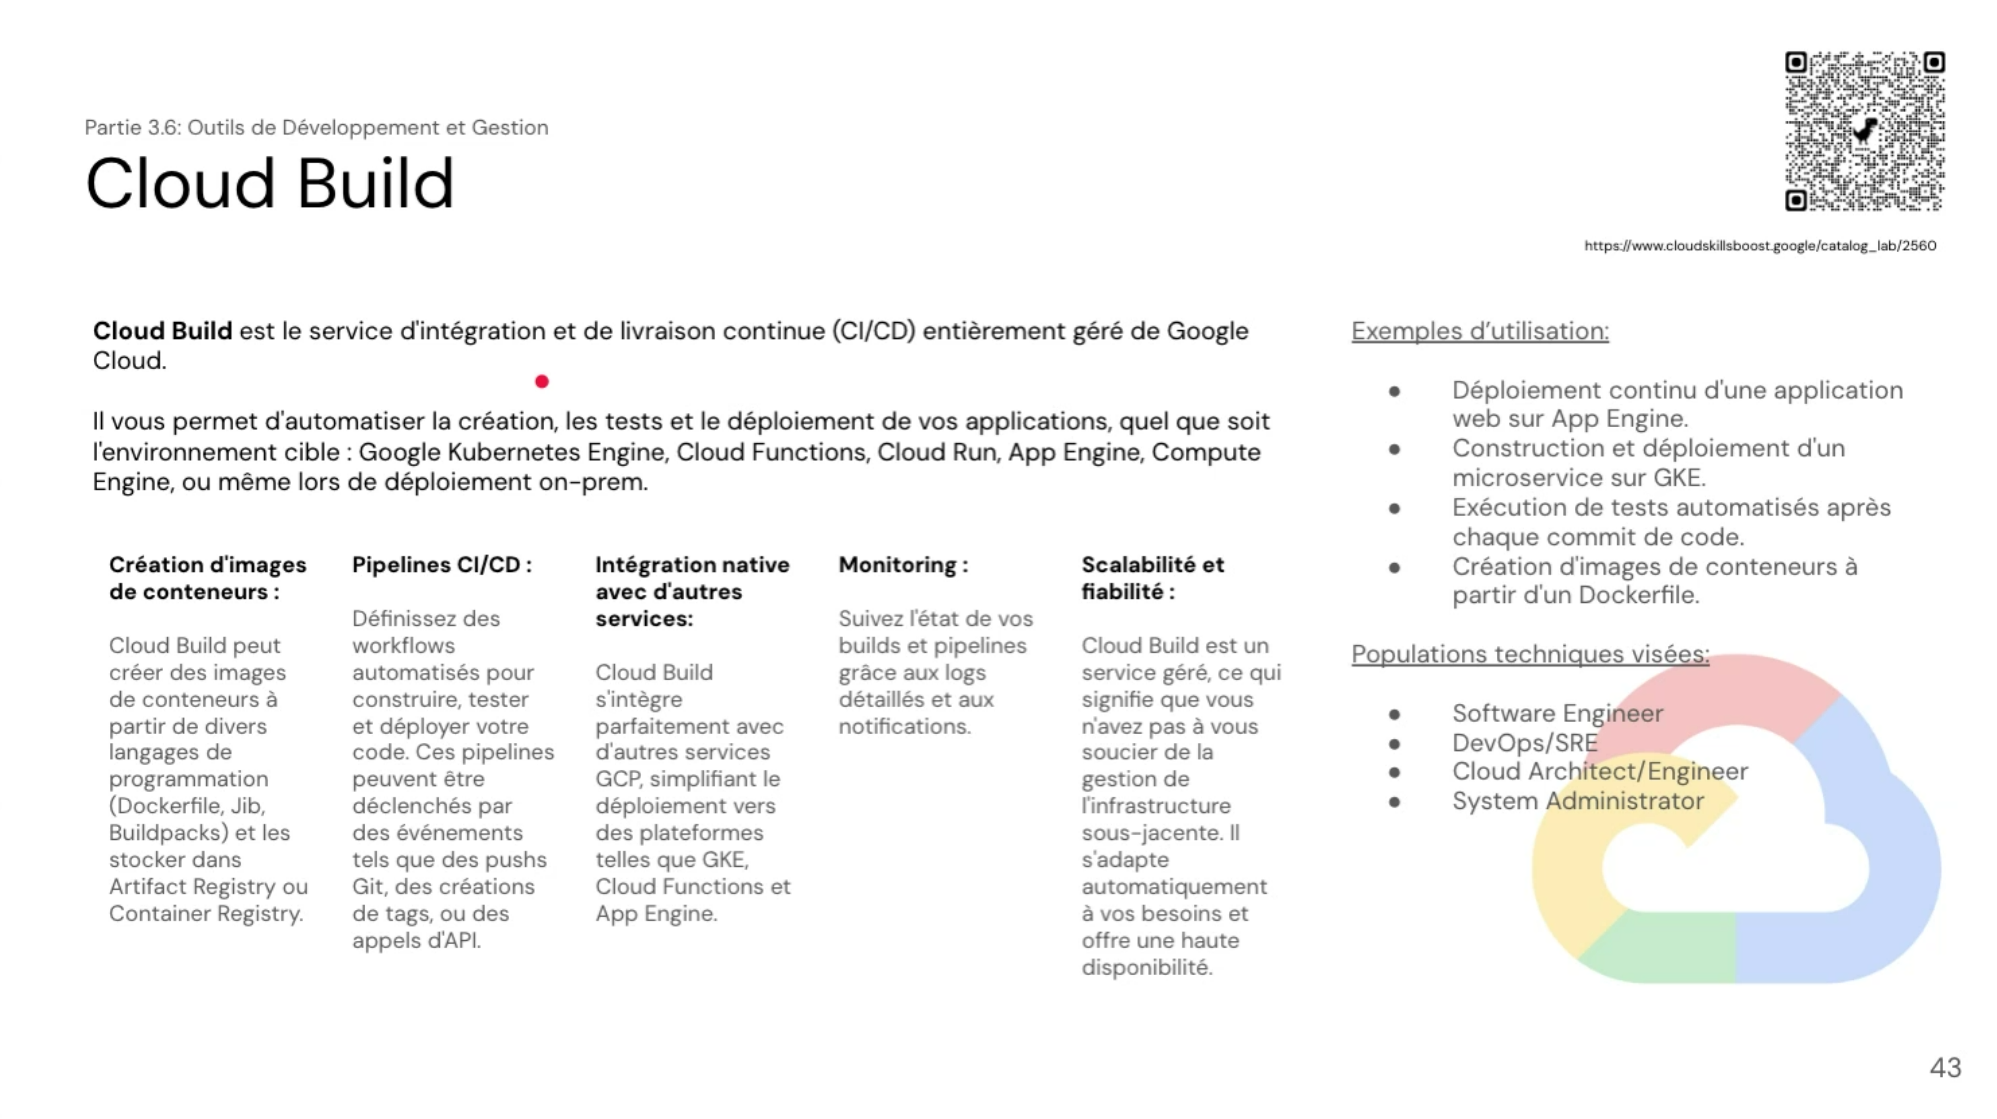 Partie 3.6: Outils de Développement et Gestion
Cloud Build
https://www.cloudskillsboost.google/catalog_lab/2560
Cloud Build est le service d'intégration et de livraison continue (CI/CD) entièrement géré de Google
Cloud.
Il vous permet d'automatiser la création, les tests et le déploiement de vos applications, quel que soit
l'environnement cible : Google Kubernetes Engine, Cloud Functions, Cloud Run, App Engine, Compute
Engine, ou même lors de déploiement on-prem.
Création d'images
de conteneurs :
Cloud Build peut
créer des images
de conteneurs à
partir de divers
langages de
programmation
(Dockerfile, Jib,
Buildpacks) et les
stocker dans
Artifact Registry ou
Container Registry.
Pipelines CI/CD :
Définissez des
workflows
automatisés pour
construire, tester
et déployer votre
code. Ces pipelines
peuvent être
déclenchés par
des événements
tels que des pushs
Git, des créations
de tags, ou des
appels d'API.
Intégration native
avec d'autres
services:
Cloud Build
s'intègre
parfaitement avec
d'autres services
GCP, simplifiant le
déploiement vers
des plateformes
telles que GKE,
Cloud Functions et
App Engine.
Monitoring :
Suivez l'état de vos
builds et pipelines
grâce aux logs
détaillés et aux
notifications.
Scalabilité et
fiabilité :
Cloud Build est un
service géré, ce qui
signifie que vous
n'avez pas à vous
soucier de la
gestion de
l'infrastructure
sous-jacente. Il
s'adapte
automatiquement
à vos besoins et
offre une haute
disponibilité.
Exemples d’utilisation:
● Déploiement continu d'une application
web sur App Engine.
● Construction et déploiement d'un
microservice sur GKE.
● Exécution de tests automatisés après
chaque commit de code.
● Création d'images de conteneurs à
partir d'un Dockerfile.
Populations techniques visées:
● Software Engineer
● DevOps/SRE
● Cloud Architect/Engineer
● System Administrator
43